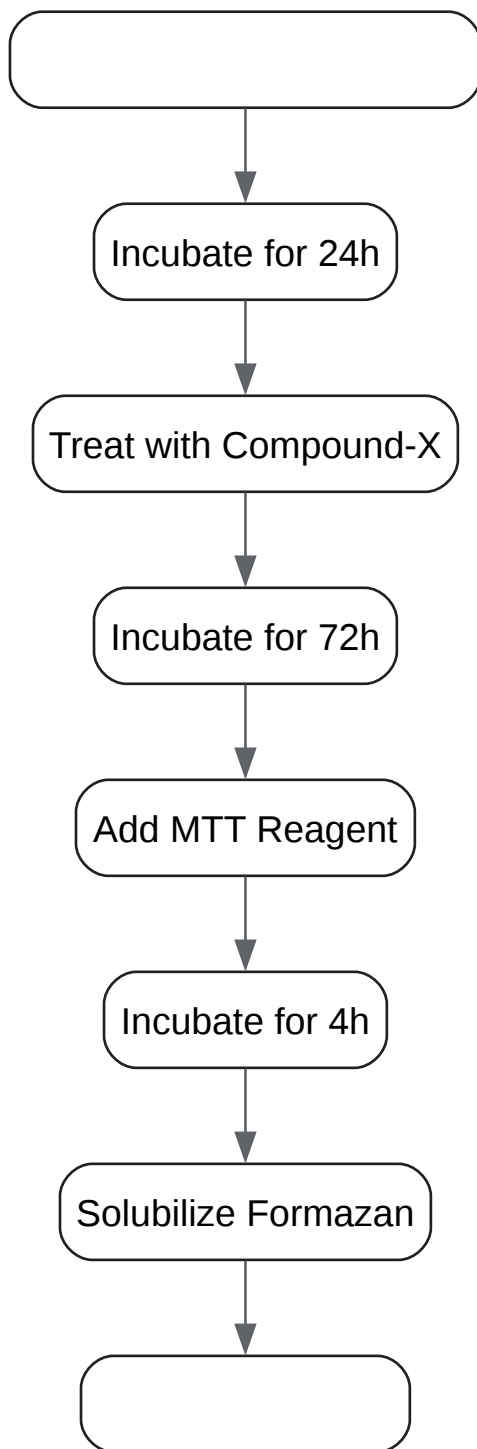 Incubate for 24h
Treat with Compound-X
Incubate for 72h
Add MTT Reagent
Incubate for 4h
Solubilize Formazan